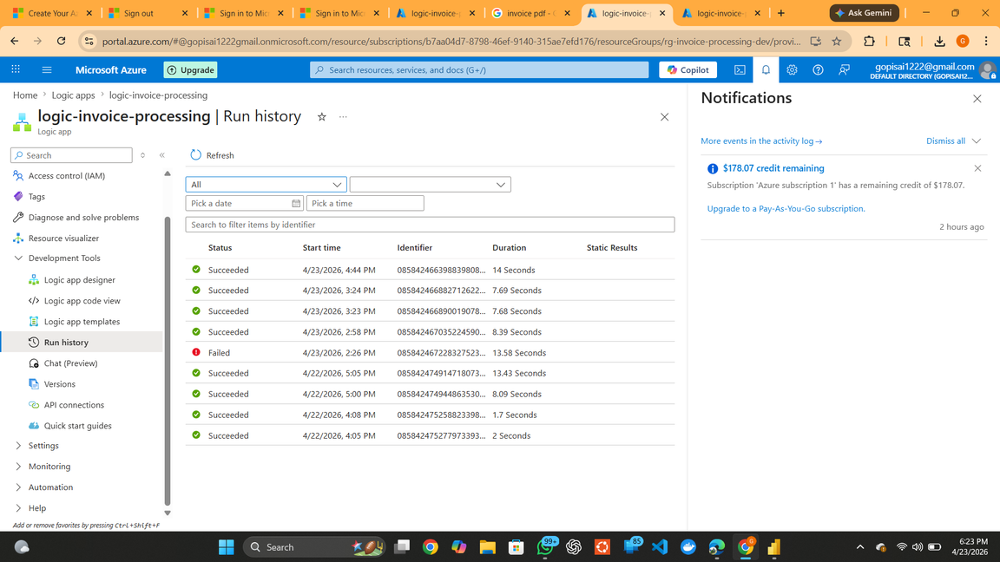 Create Your A
Sign out
Sign in to Mic
Sign in to Mic
logic-invoice-
invoice pdf - G
logic-invoice-
logic-invoice-
Ask Gemini
portal.azure.com/#@gopisai1222gmail.onmicrosoft.com/resource/subscriptions/b7aa04d7-8798-46ef-9140-315ae7efd176/resourceGroups/rg-invoice-processing-dev/provi...
G
Microsoft Azure
Upgrade
Search resources, services, and docs (G+/)
Copilot
gopisai1222@gmail.com
DEFAULT DIRECTORY (GOPISAI12...
Home > Logic apps > logic-invoice-processing
logic-invoice-processing | Run history
Logic app
Search
Access control (IAM)
Tags
Diagnose and solve problems
Resource visualizer
Development Tools
Logic app designer
Logic app code view
Logic app templates
Run history
Chat (Preview)
Versions
API connections
Quick start guides
Settings
Monitoring
Automation
Help
Add or remove favorites by pressing Ctrl+Shift+F
Refresh
All
Pick a date
Pick a time
Search to filter items by identifier
Status Start time Identifier Duration Static Results
Succeeded 4/23/2026, 4:44 PM 085842466398839808... 14 Seconds
Succeeded 4/23/2026, 3:24 PM 085842466882712622... 7.69 Seconds
Succeeded 4/23/2026, 3:23 PM 085842466890019078... 7.68 Seconds
Succeeded 4/23/2026, 2:58 PM 085842467035224590... 8.39 Seconds
Failed 4/23/2026, 2:26 PM 085842467228327523... 13.58 Seconds
Succeeded 4/22/2026, 5:05 PM 085842474914718073... 13.43 Seconds
Succeeded 4/22/2026, 5:00 PM 085842474944863530... 8.09 Seconds
Succeeded 4/22/2026, 4:08 PM 085842475258823398... 1.7 Seconds
Succeeded 4/22/2026, 4:05 PM 085842475277973393... 2 Seconds
Notifications
More events in the activity log →
Dismiss all
$178.07 credit remaining
Subscription 'Azure subscription 1' has a remaining credit of $178.07.
Upgrade to a Pay-As-You-Go subscription.
2 hours ago
Search
99+
85
G
6:23 PM
4/23/2026